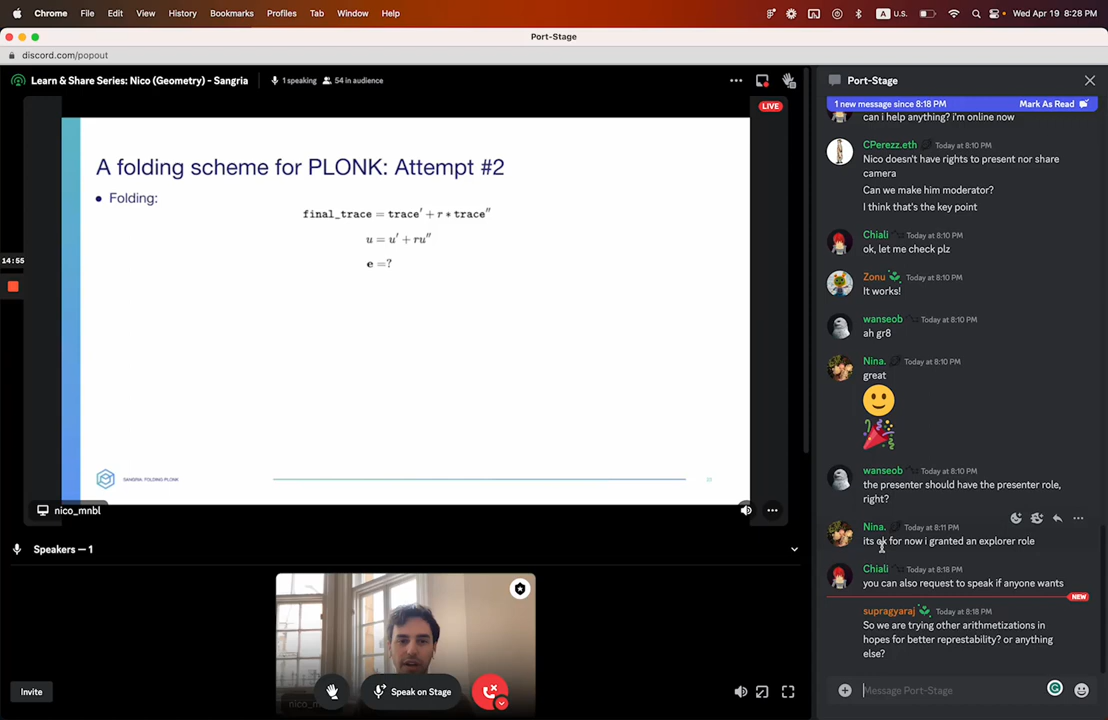 Chrome File Edit View History Bookmarks Profiles Tab Window Help
A U.S. Wed Apr 19 8:28 PM
Port-Stage
discord.com/popout
Learn & Share Series: Nico (Geometry) - Sangria 1 speaking 54 in audience
LIVE
A folding scheme for PLONK: Attempt #2
• Folding:
final_trace = trace′ + r ∗ trace″
u = u′ + ru″
e =?
14:55
SANGRIA: FOLDING PLONK
nico_mnbl
Speakers — 1
Invite
Speak on Stage
Port-Stage
1 new message since 8:18 PM Mark As Read
can i help anything? i'm online now
CPerezz.eth Today at 8:10 PM
Nico doesn't have rights to present nor share
camera
Can we make him moderator?
I think that's the key point
Chiali Today at 8:10 PM
ok, let me check plz
Zonu Today at 8:10 PM
It works!
wanseob Today at 8:10 PM
ah gr8
Nina. Today at 8:10 PM
great
wanseob Today at 8:10 PM
the presenter should have the presenter role,
right?
Nina. Today at 8:11 PM
its ok for now i granted an explorer role
Chiali Today at 8:18 PM
you can also request to speak if anyone wants
NEW
supragyaraj Today at 8:18 PM
So we are trying other arithmetizations in
hopes for better represtability? or anything
else?
Message Port-Stage